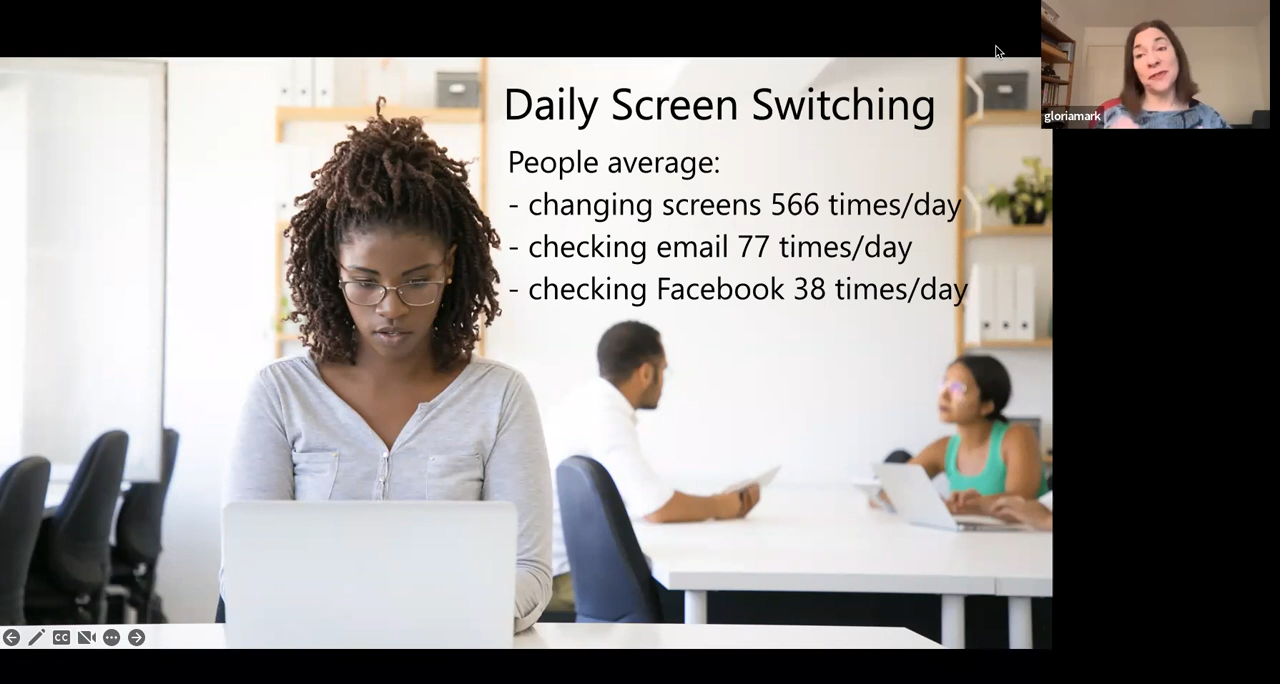 Daily Screen Switching
People average:
- changing screens 566 times/day
- checking email 77 times/day
- checking Facebook 38 times/day
gloriamark
CC